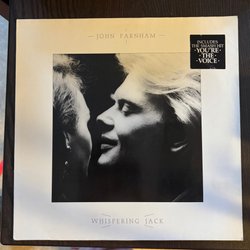 JOHN FARNHAM
INCLUDES
THE SMASH HIT
·YOU'RE·
·THE·
·VOICE·
WHISPERING JACK